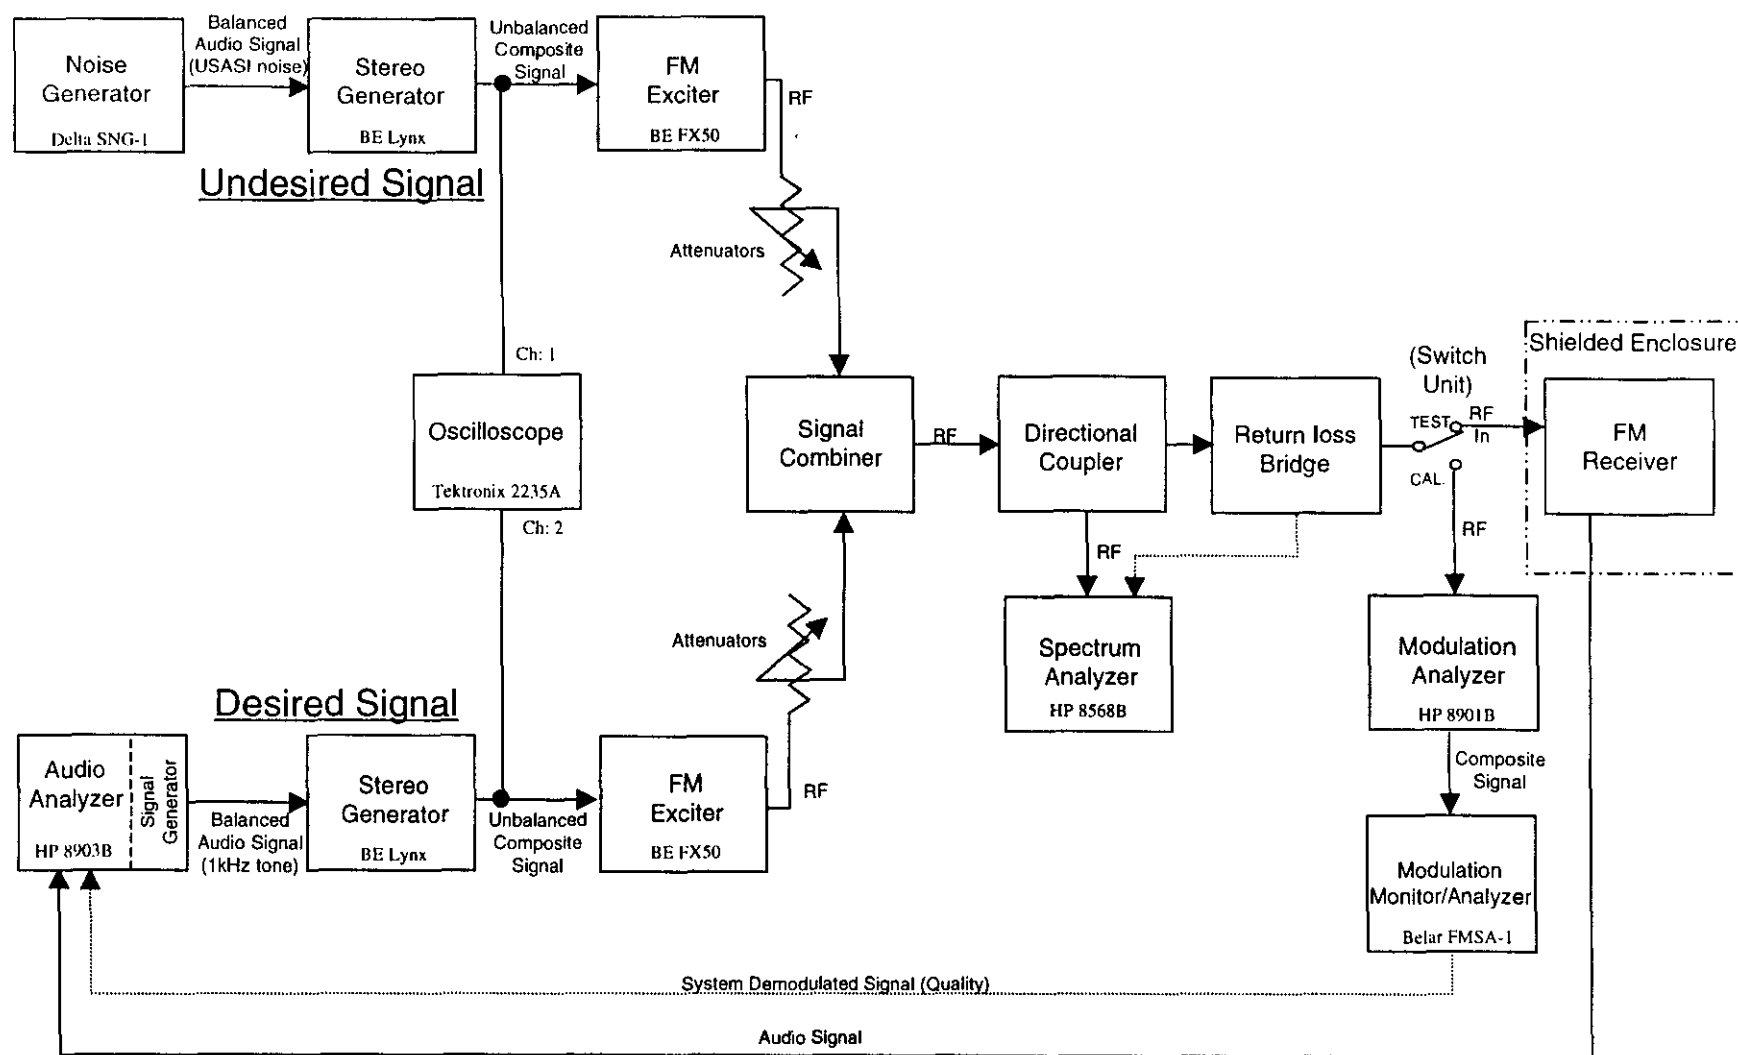 Noise
Generator
Delta SNG-1
Balanced
Audio Signal
(USASI noise)
Stereo
Generator
BE Lynx
Unbalanced
Composite
Signal
FM
Exciter
BE FX50
RF
Undesired Signal
Attenuators
Ch: 1
Oscilloscope
Tektronix 2235A
Ch: 2
Signal
Combiner
RF
Directional
Coupler
Return loss
Bridge
(Switch
Unit)
TEST
CAL.
RF
In
Shielded Enclosure
FM
Receiver
RF
RF
Spectrum
Analyzer
HP 8568B
Modulation
Analyzer
HP 8901B
Composite
Signal
Modulation
Monitor/Analyzer
Belar FMSA-1
Attenuators
Desired Signal
Audio
Analyzer
HP 8903B
Signal
Generator
Balanced
Audio Signal
(1kHz tone)
Stereo
Generator
BE Lynx
Unbalanced
Composite
Signal
FM
Exciter
BE FX50
RF
System Demodulated Signal (Quality)
Audio Signal